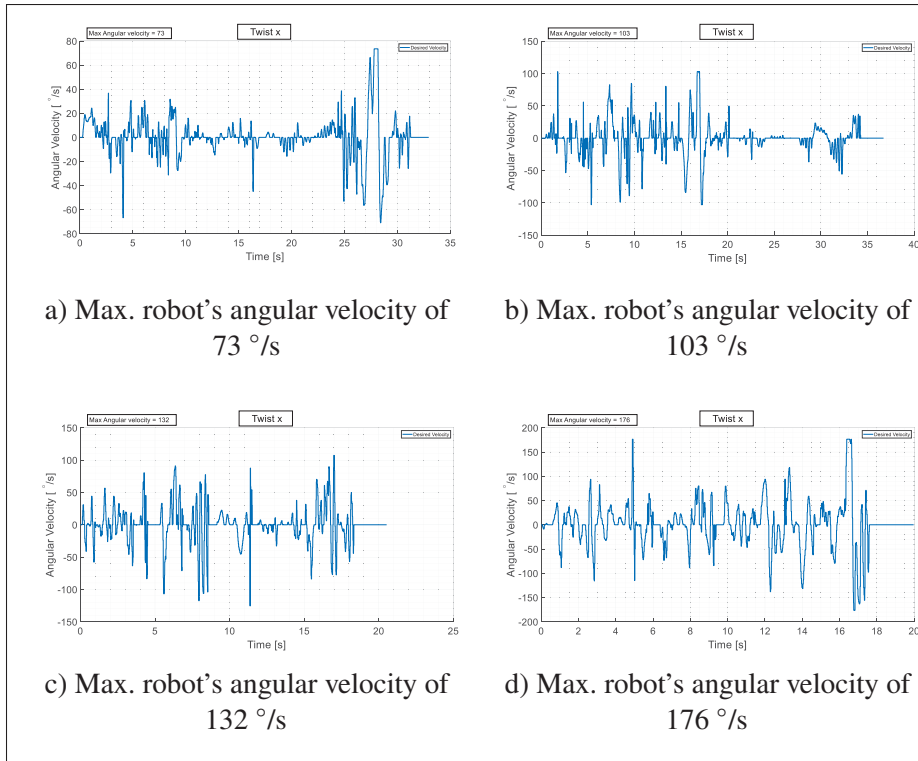 Max Angular velocity = 73
Twist x
Desired Velocity
80
60
40
20
0
-20
-40
-60
-80
Angular Velocity [ °/s]
0 5 10 15 20 25 30 35
Time [s]
Max Angular velocity = 103
Twist x
Desired Velocity
150
100
50
0
-50
-100
-150
Angular Velocity [ °/s]
0 5 10 15 20 25 30 35 40
Time [s]
a) Max. robot's angular velocity of
73 °/s
b) Max. robot's angular velocity of
103 °/s
Max Angular velocity = 132
Twist x
Desired Velocity
150
100
50
0
-50
-100
-150
Angular Velocity [ °/s]
0 5 10 15 20 25
Time [s]
Max Angular velocity = 176
Twist x
Desired Velocity
200
150
100
50
0
-50
-100
-150
-200
Angular Velocity [ °/s]
0 2 4 6 8 10 12 14 16 18 20
Time [s]
c) Max. robot's angular velocity of
132 °/s
d) Max. robot's angular velocity of
176 °/s